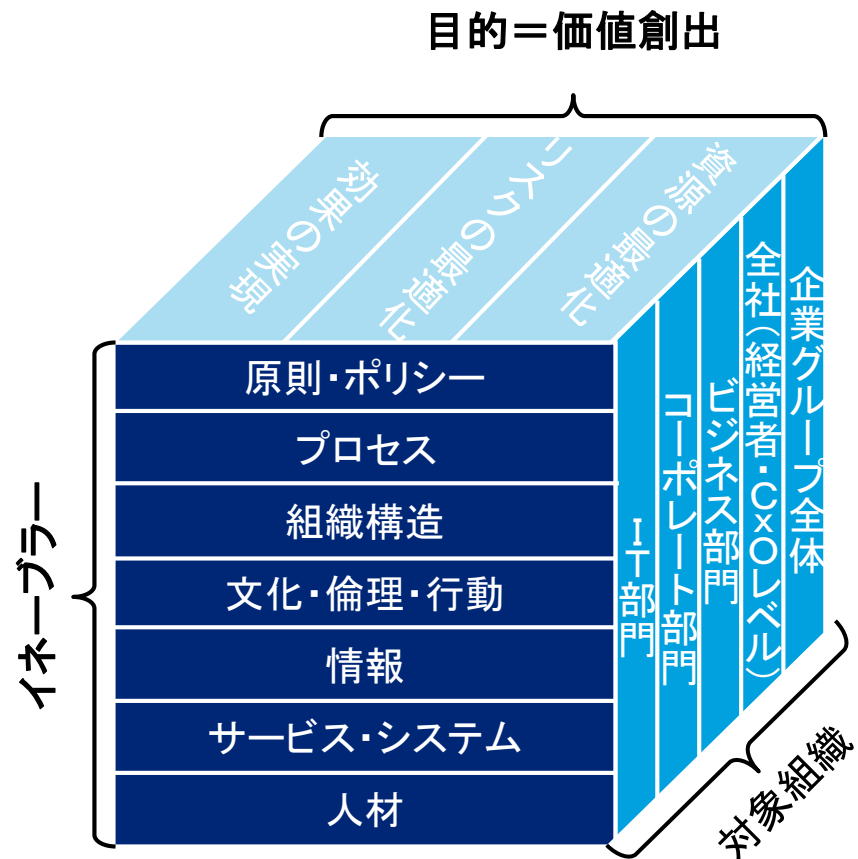 目的＝価値創出
効果の実現
リスクの最適化
資源の最適化
イネーブラー
原則・ポリシー
プロセス
組織構造
文化・倫理・行動
情報
サービス・システム
人材
IT部門
コーポレート部門
ビジネス部門
全社（経営者・CxOレベル）
企業グループ全体
対象組織